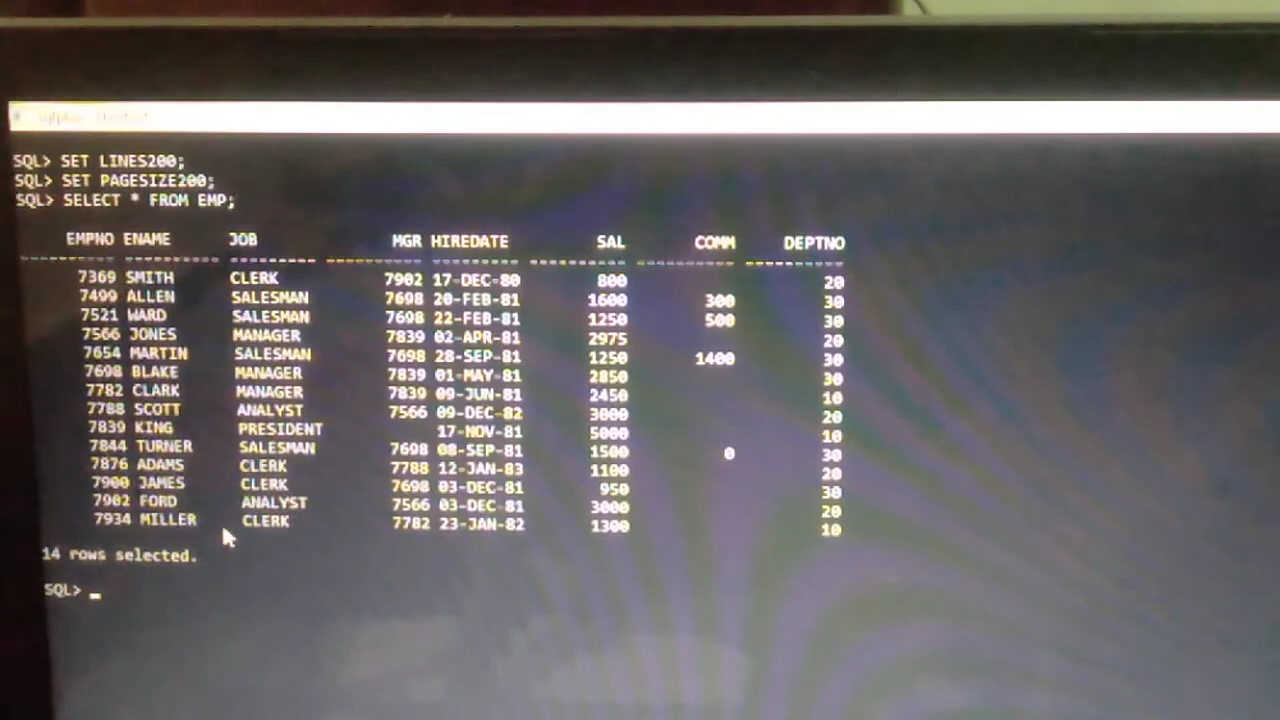 SQL> SET LINES200;
SQL> SET PAGESIZE200;
SQL> SELECT * FROM EMP;
EMPNO ENAME JOB MGR HIREDATE SAL COMM DEPTNO
7369 SMITH CLERK 7902 17-DEC-80 800 20
7499 ALLEN SALESMAN 7698 20-FEB-81 1600 300 30
7521 WARD SALESMAN 7698 22-FEB-81 1250 500 30
7566 JONES MANAGER 7839 02-APR-81 2975 20
7654 MARTIN SALESMAN 7698 28-SEP-81 1250 1400 30
7698 BLAKE MANAGER 7839 01-MAY-81 2850 30
7782 CLARK MANAGER 7839 09-JUN-81 2450 10
7788 SCOTT ANALYST 7566 09-DEC-82 3000 20
7839 KING PRESIDENT 17-NOV-81 5000 10
7844 TURNER SALESMAN 7698 08-SEP-81 1500 0 30
7876 ADAMS CLERK 7788 12-JAN-83 1100 20
7900 JAMES CLERK 7698 03-DEC-81 950 30
7902 FORD ANALYST 7566 03-DEC-81 3000 20
7934 MILLER CLERK 7782 23-JAN-82 1300 10
14 rows selected.
SQL> _